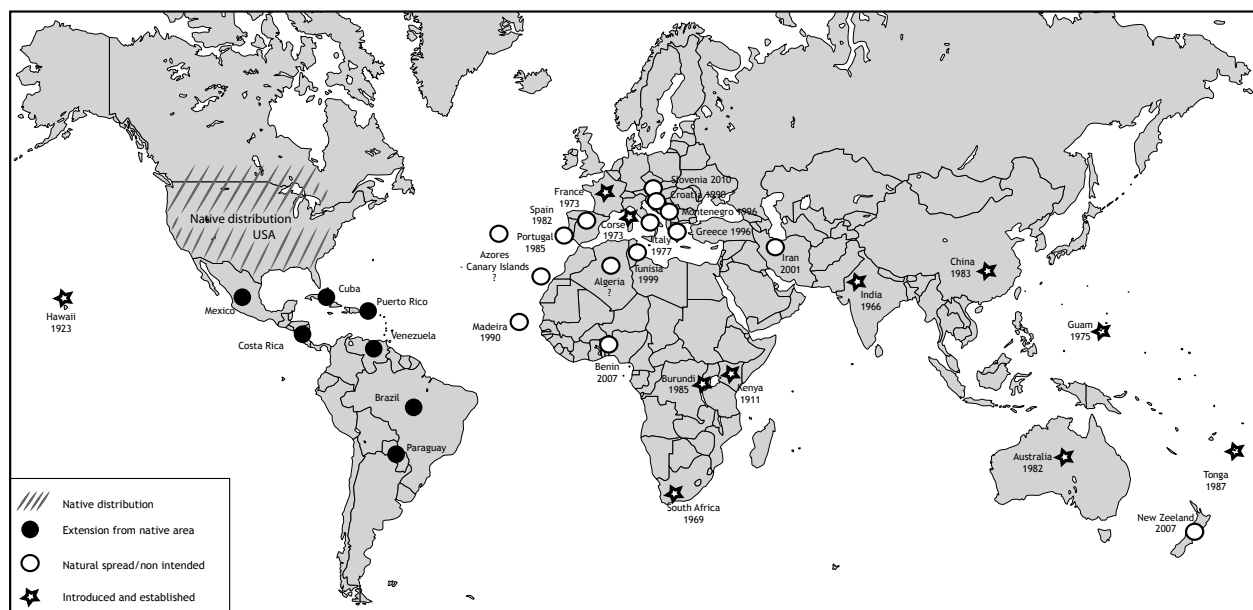 Native distribution
USA
Hawaii
1923
Mexico
Cuba
Puerto Rico
Costa Rica
Venezuela
Brazil
Paraguay
France
1973
Spain
1982
Portugal
1985
Corse
1973
Slovenia 2010
Croatia 1990
Montenegro 1996
Greece 1996
Italy
1977
Azores
- Canary Islands
?
Algeria
?
Tunisia
1999
Madeira
1990
Benin
2007
Burundi
1985
Kenya
1911
South Africa
1969
Iran
2001
India
1966
China
1983
Guam
1975
Australia
1982
Tonga
1987
New Zeeland
2007
Native distribution
Extension from native area
Natural spread/non intended
Introduced and established